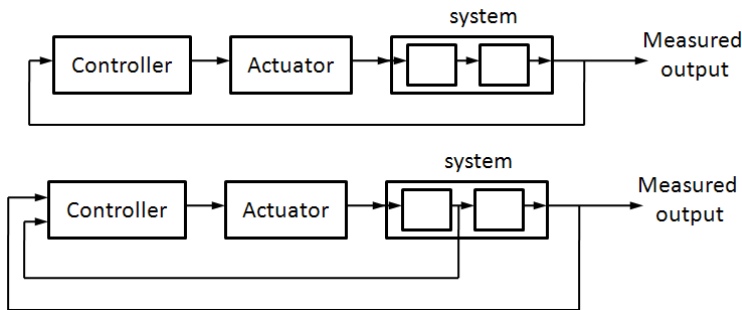 system
Measured
output
Controller
Actuator
system
Measured
output
Controller
Actuator